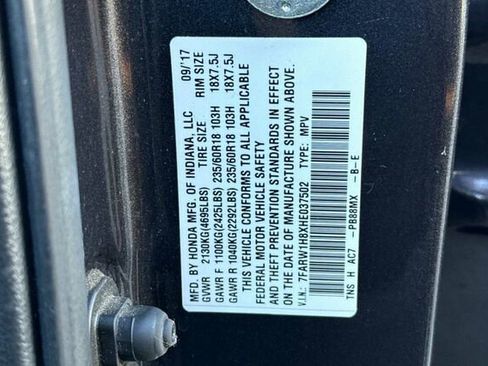 MFD. BY HONDA MFG. OF INDIANA, LLC 09/'17
GVWR 2130KG(4695LBS) TIRE SIZE RIM SIZE
GAWR F 1100KG(2425LBS) 235/60R18 103H 18X7.5J
GAWR R 1040KG(2292LBS) 235/60R18 103H 18X7.5J
THIS VEHICLE CONFORMS TO ALL APPLICABLE
FEDERAL MOTOR VEHICLE SAFETY
AND THEFT PREVENTION STANDARDS IN EFFECT
ON THE DATE OF MANUFACTURE SHOWN ABOVE.
V.I.N.: 7FARW1H8XHE037502 TYPE: MPV
TNS H AC7 -PB88MX -B-E